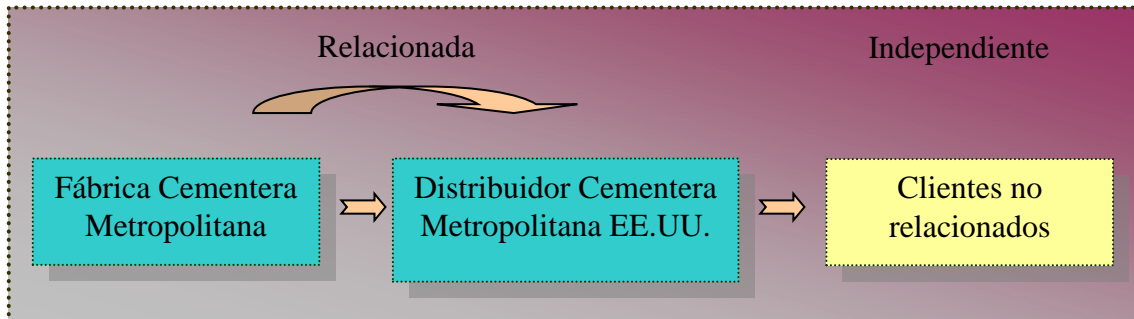 Relacionada
Independiente
Fábrica Cementera
Metropolitana
Distribuidor Cementera
Metropolitana EE.UU.
Clientes no
relacionados